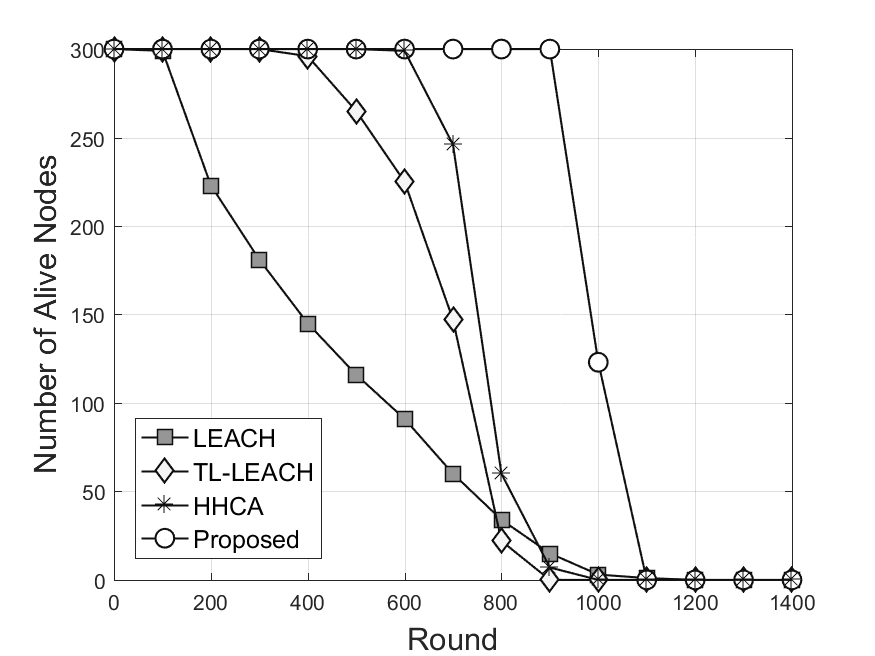 300
250
200
150
100
50
0
Number of Alive Nodes
LEACH
TL-LEACH
HHCA
Proposed
0 200 400 600 800 1000 1200 1400
Round